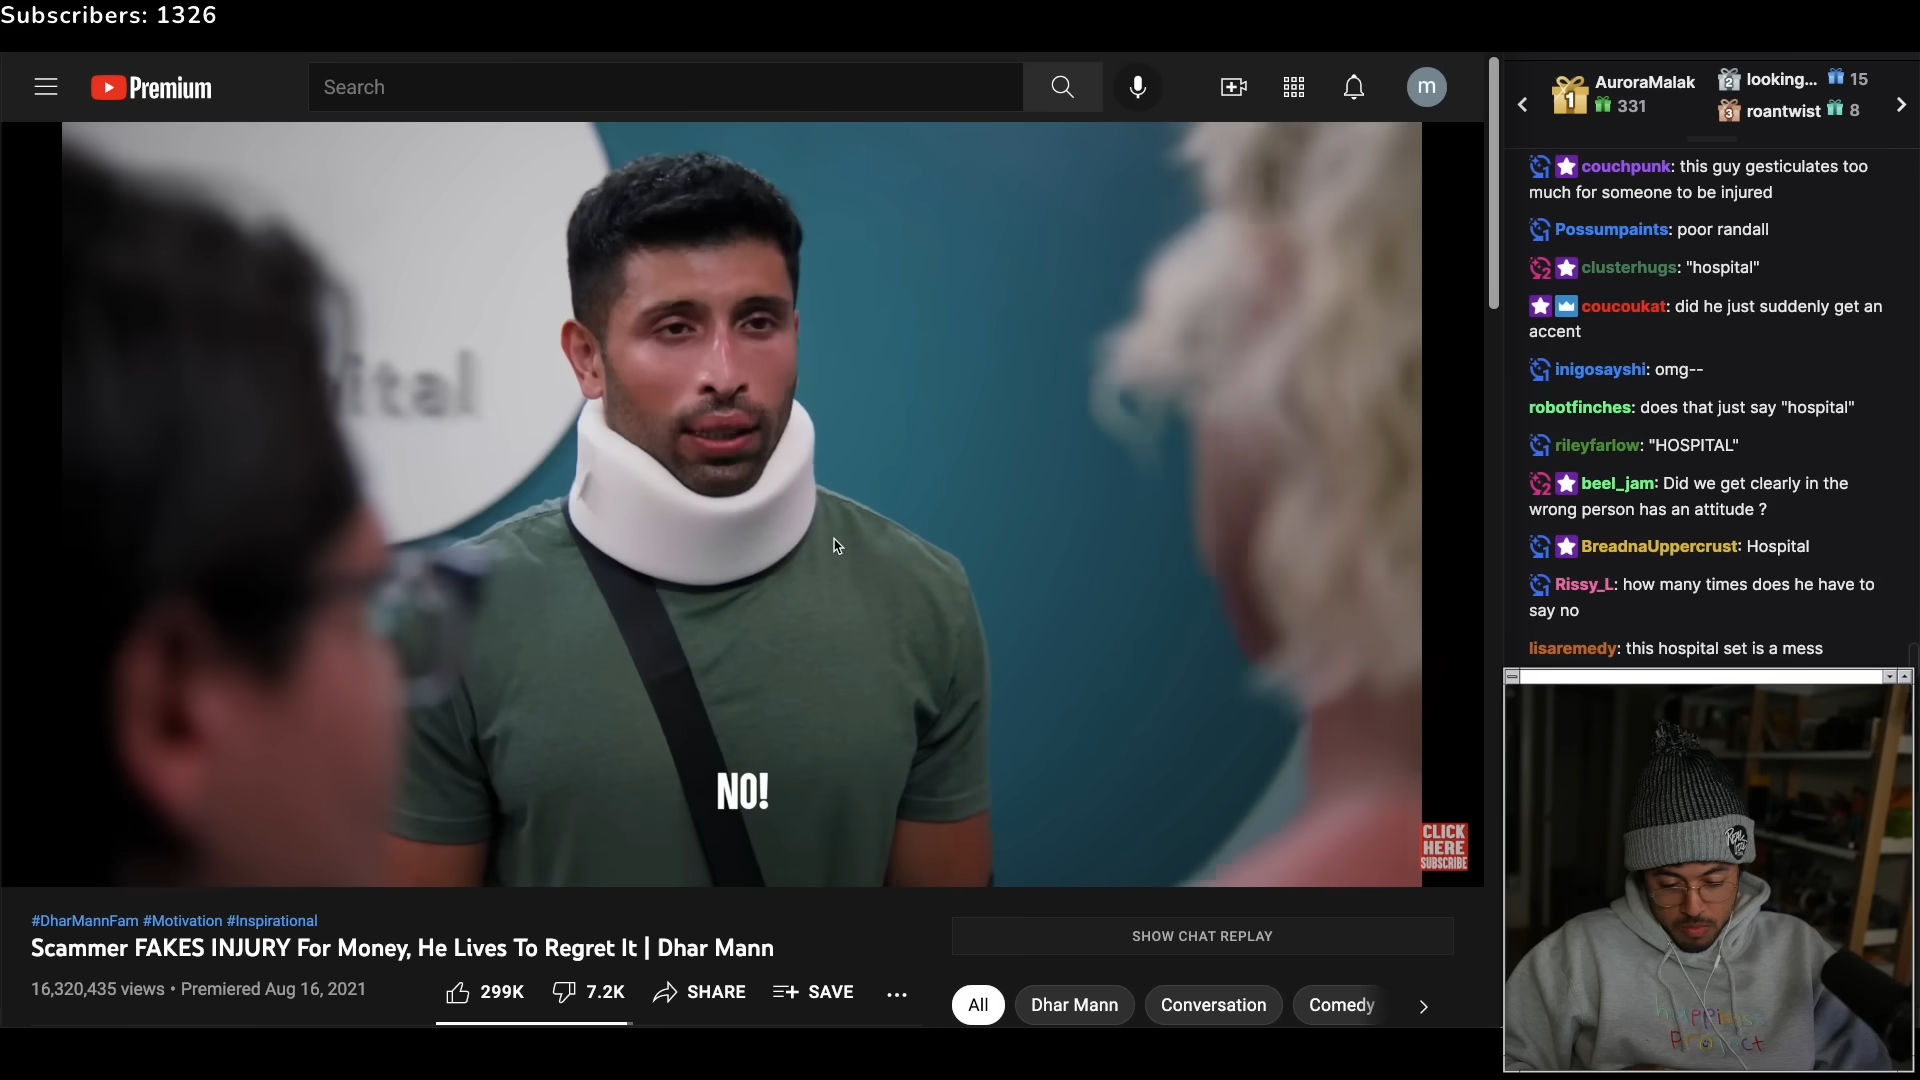 Subscribers: 1326
Premium
Search
m
1
AuroraMalak
331
2
looking...
15
3
roantwist
8
couchpunk: this guy gesticulates too
much for someone to be injured
Possumpaints: poor randall
clusterhugs: "hospital"
coucoukat: did he just suddenly get an
accent
inigosayshi: omg--
robotfinches: does that just say "hospital"
rileyfarlow: "HOSPITAL"
beel_jam: Did we get clearly in the
wrong person has an attitude ?
BreadnaUppercrust: Hospital
Rissy_L: how many times does he have to
say no
lisaremedy: this hospital set is a mess
ital
NO!
CLICK
HERE
SUBSCRIBE
#DharMannFam #Motivation #Inspirational
Scammer FAKES INJURY For Money, He Lives To Regret It | Dhar Mann
16,320,435 views • Premiered Aug 16, 2021
299K
7.2K
SHARE
SAVE
SHOW CHAT REPLAY
All
Dhar Mann
Conversation
Comedy
happiness
project